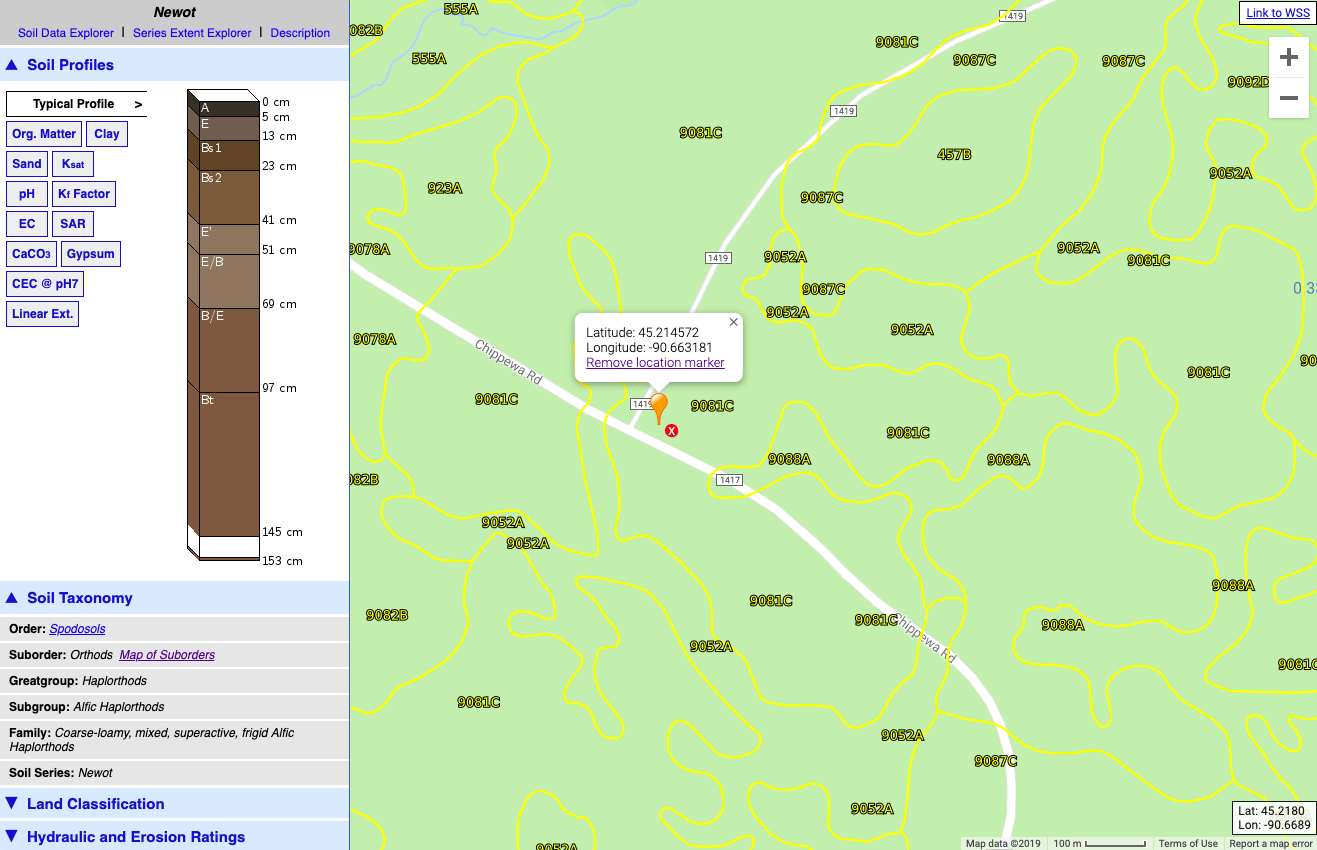 Newot
Soil Data Explorer | Series Extent Explorer | Description
▲ Soil Profiles
Typical Profile >
Org. Matter Clay
Sand Ksat
pH Kf Factor
EC SAR
CaCO3 Gypsum
CEC @ pH7
Linear Ext.
A
E
Bs1
Bs2
E'
E/B
B/E
Bt
0 cm
5 cm
13 cm
23 cm
41 cm
51 cm
69 cm
97 cm
145 cm
153 cm
▲ Soil Taxonomy
Order: Spodosols
Suborder: Orthods Map of Suborders
Greatgroup: Haplorthods
Subgroup: Alfic Haplorthods
Family: Coarse-loamy, mixed, superactive, frigid Alfic
Haplorthods
Soil Series: Newot
▼ Land Classification
▼ Hydraulic and Erosion Ratings
555A
1419
Link to WSS
082B
9081C
555A
9087C
9087C
+
9092D
−
1419
9081C
457B
9052A
923A
9087C
9078A
9052A
1419
9052A
9081C
9087C
0.3
9052A
9052A
Latitude: 45.214572
Longitude: -90.663181
Remove location marker
×
9078A
Chippewa Rd
90
9081C
9081C
1419
9081C
X
9081C
9088A
9088A
082B
1417
9052A
9052A
9088A
9081C
9082B
9081C
Chippewa Rd
9088A
9052A
9081C
9081C
9052A
9087C
9052A
9052A
Lat: 45.2180
Lon: -90.6689
Map data ©2019 100 m Terms of Use Report a map error